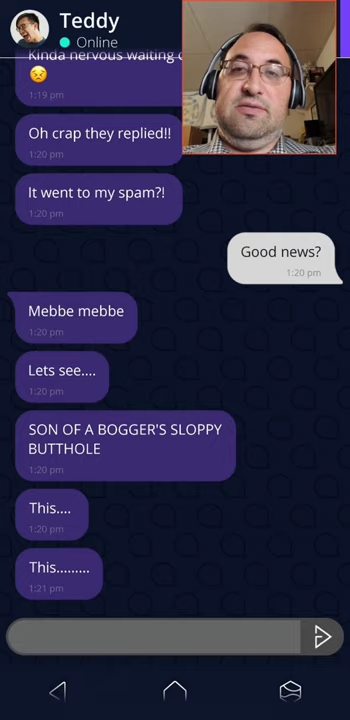 Teddy
Online
Kinda nervous waiting
😣
1:19 pm
Oh crap they replied!!
1:20 pm
It went to my spam?!
1:20 pm
Good news?
1:20 pm
Mebbe mebbe
1:20 pm
Lets see....
1:20 pm
SON OF A BOGGER'S SLOPPY
BUTTHOLE
1:20 pm
This....
1:20 pm
This.........
1:21 pm